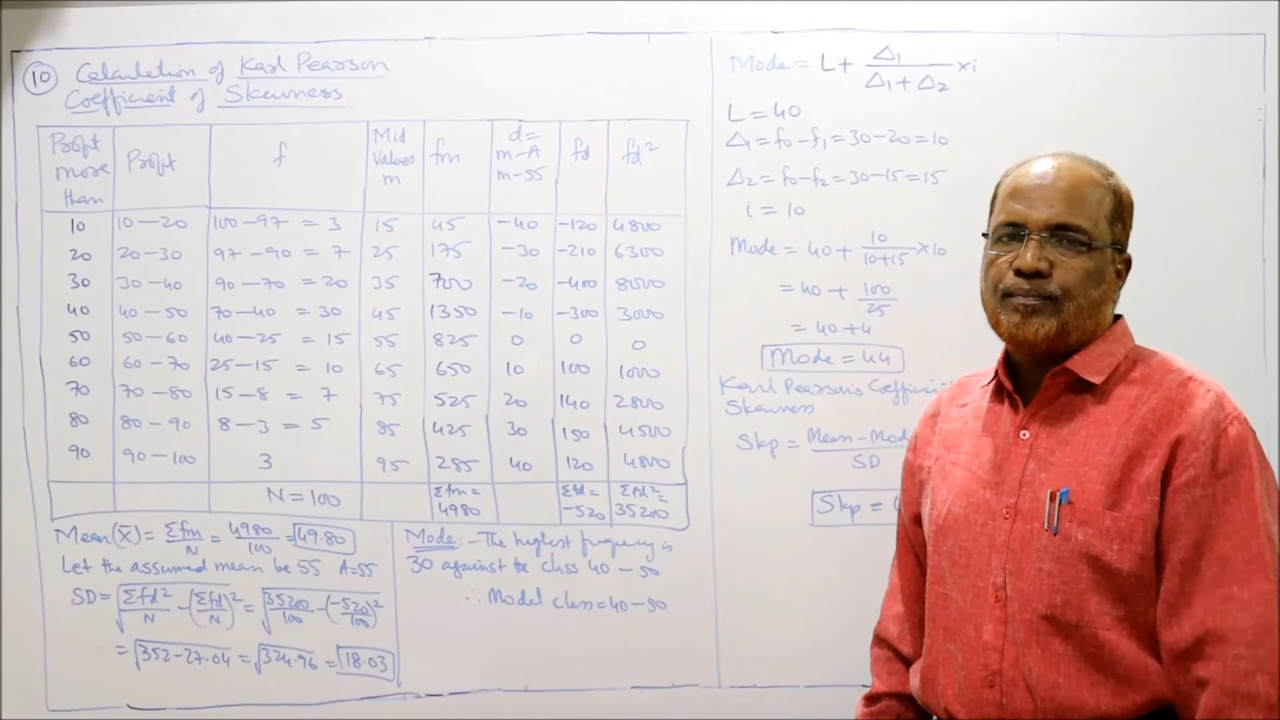 10 Calculation of Karl Pearson
Coefficient of Skewness
Profit more than | Profit | f | Mid values m | fm | d= m-A m-55 | fd | fd²
10 | 10-20 | 100-97 = 3 | 15 | 45 | -40 | -120 | 4800
20 | 20-30 | 97-90 = 7 | 25 | 175 | -30 | -210 | 6300
30 | 30-40 | 90-70 = 20 | 35 | 700 | -20 | -400 | 8000
40 | 40-50 | 70-40 = 30 | 45 | 1350 | -10 | -300 | 3000
50 | 50-60 | 40-25 = 15 | 55 | 825 | 0 | 0 | 0
60 | 60-70 | 25-15 = 10 | 65 | 650 | 10 | 100 | 1000
70 | 70-80 | 15-8 = 7 | 75 | 525 | 20 | 140 | 2800
80 | 80-90 | 8-3 = 5 | 85 | 425 | 30 | 150 | 4500
90 | 90-100 | 3 | 95 | 285 | 40 | 120 | 4800
N=100 | Σfm= 4980 | Σfd= -520 | Σfd²= 35200
Mean(x̄)= Σfm/N = 4980/100 = 49.80
Let the assumed mean be 55 A=55
SD= √(Σfd²/N -(Σfd/N)²) = √(35200/100 -(-520/100)²)
= √(352-27.04) = √324.96 = 18.03
Mode:- The highest frequency is
30 against the class 40-50
∴ Model class=40-50
Mode = L+ Δ1/(Δ1+Δ2) ×i
L=40
Δ1=f0-f1=30-20=10
Δ2=f0-f2=30-15=15
i=10
Mode = 40+ 10/(10+15) ×10
=40+ 100/25
=40+4
Mode=44
Karl Pearson's
Skewness
Skp= Mean-Mod/SD
Skp=